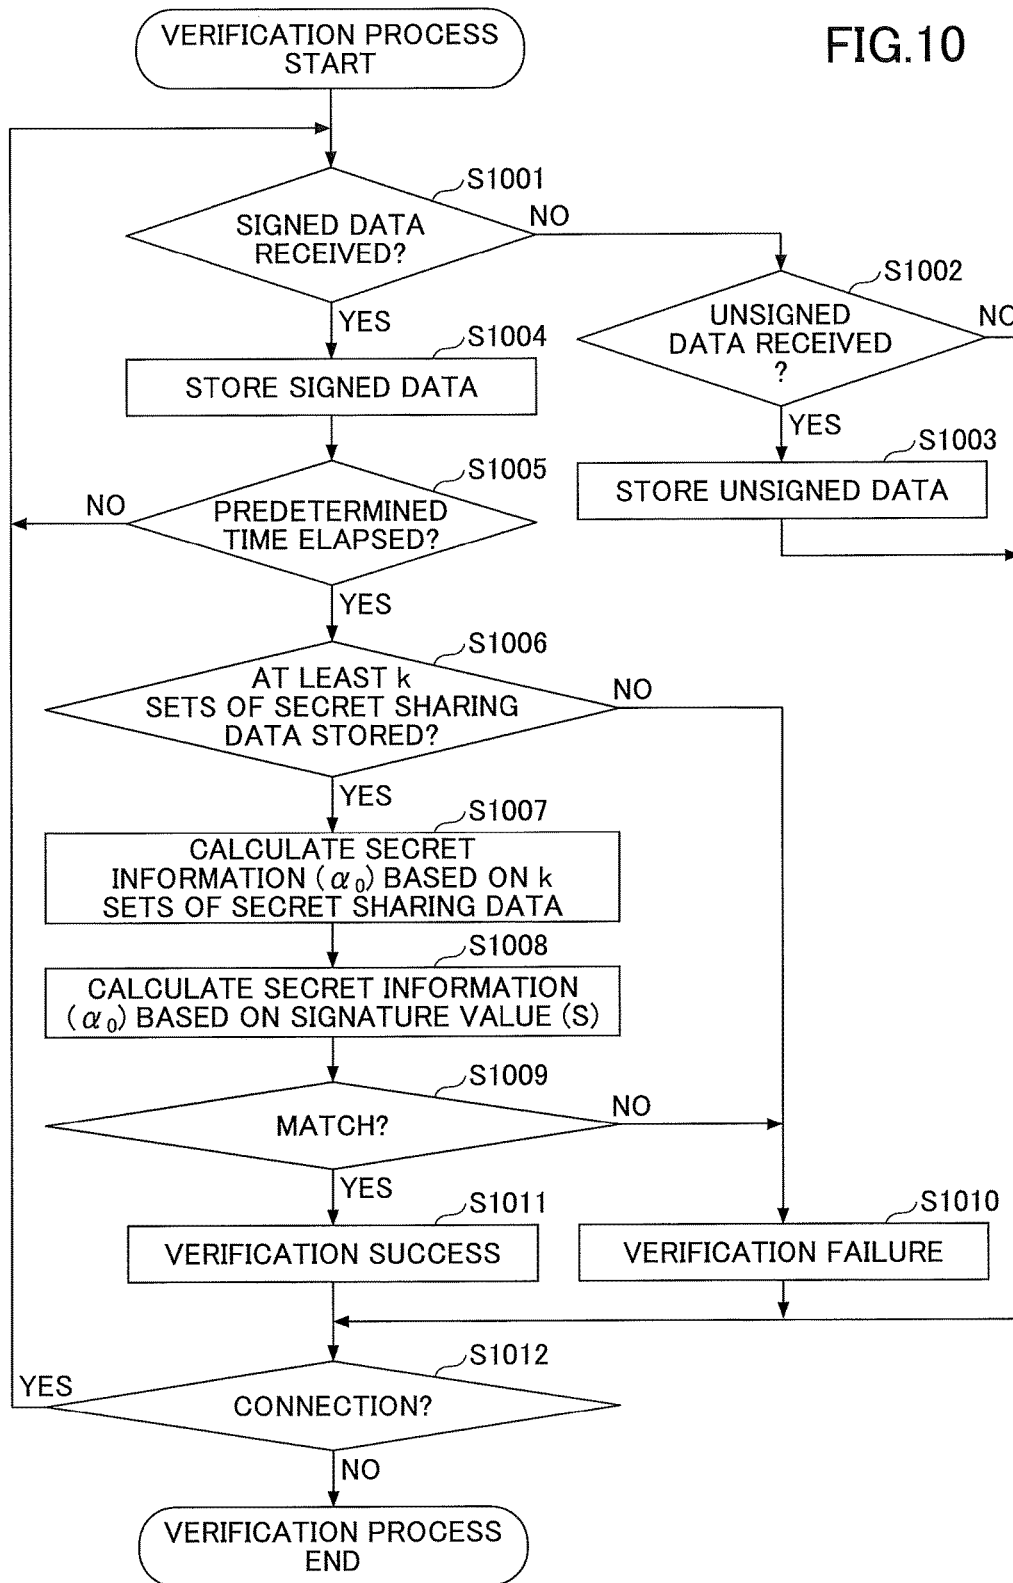 VERIFICATION PROCESS
START
FIG.10
S1001
SIGNED DATA
RECEIVED?
NO
YES
S1002
UNSIGNED
DATA RECEIVED
?
NO
YES
S1003
STORE UNSIGNED DATA
S1004
STORE SIGNED DATA
S1005
PREDETERMINED
TIME ELAPSED?
NO
YES
S1006
AT LEAST k
SETS OF SECRET SHARING
DATA STORED?
NO
YES
S1007
CALCULATE SECRET
INFORMATION (α₀) BASED ON k
SETS OF SECRET SHARING DATA
S1008
CALCULATE SECRET INFORMATION
(α₀) BASED ON SIGNATURE VALUE (S)
S1009
MATCH?
NO
YES
S1011
VERIFICATION SUCCESS
S1010
VERIFICATION FAILURE
S1012
CONNECTION?
YES
NO
VERIFICATION PROCESS
END